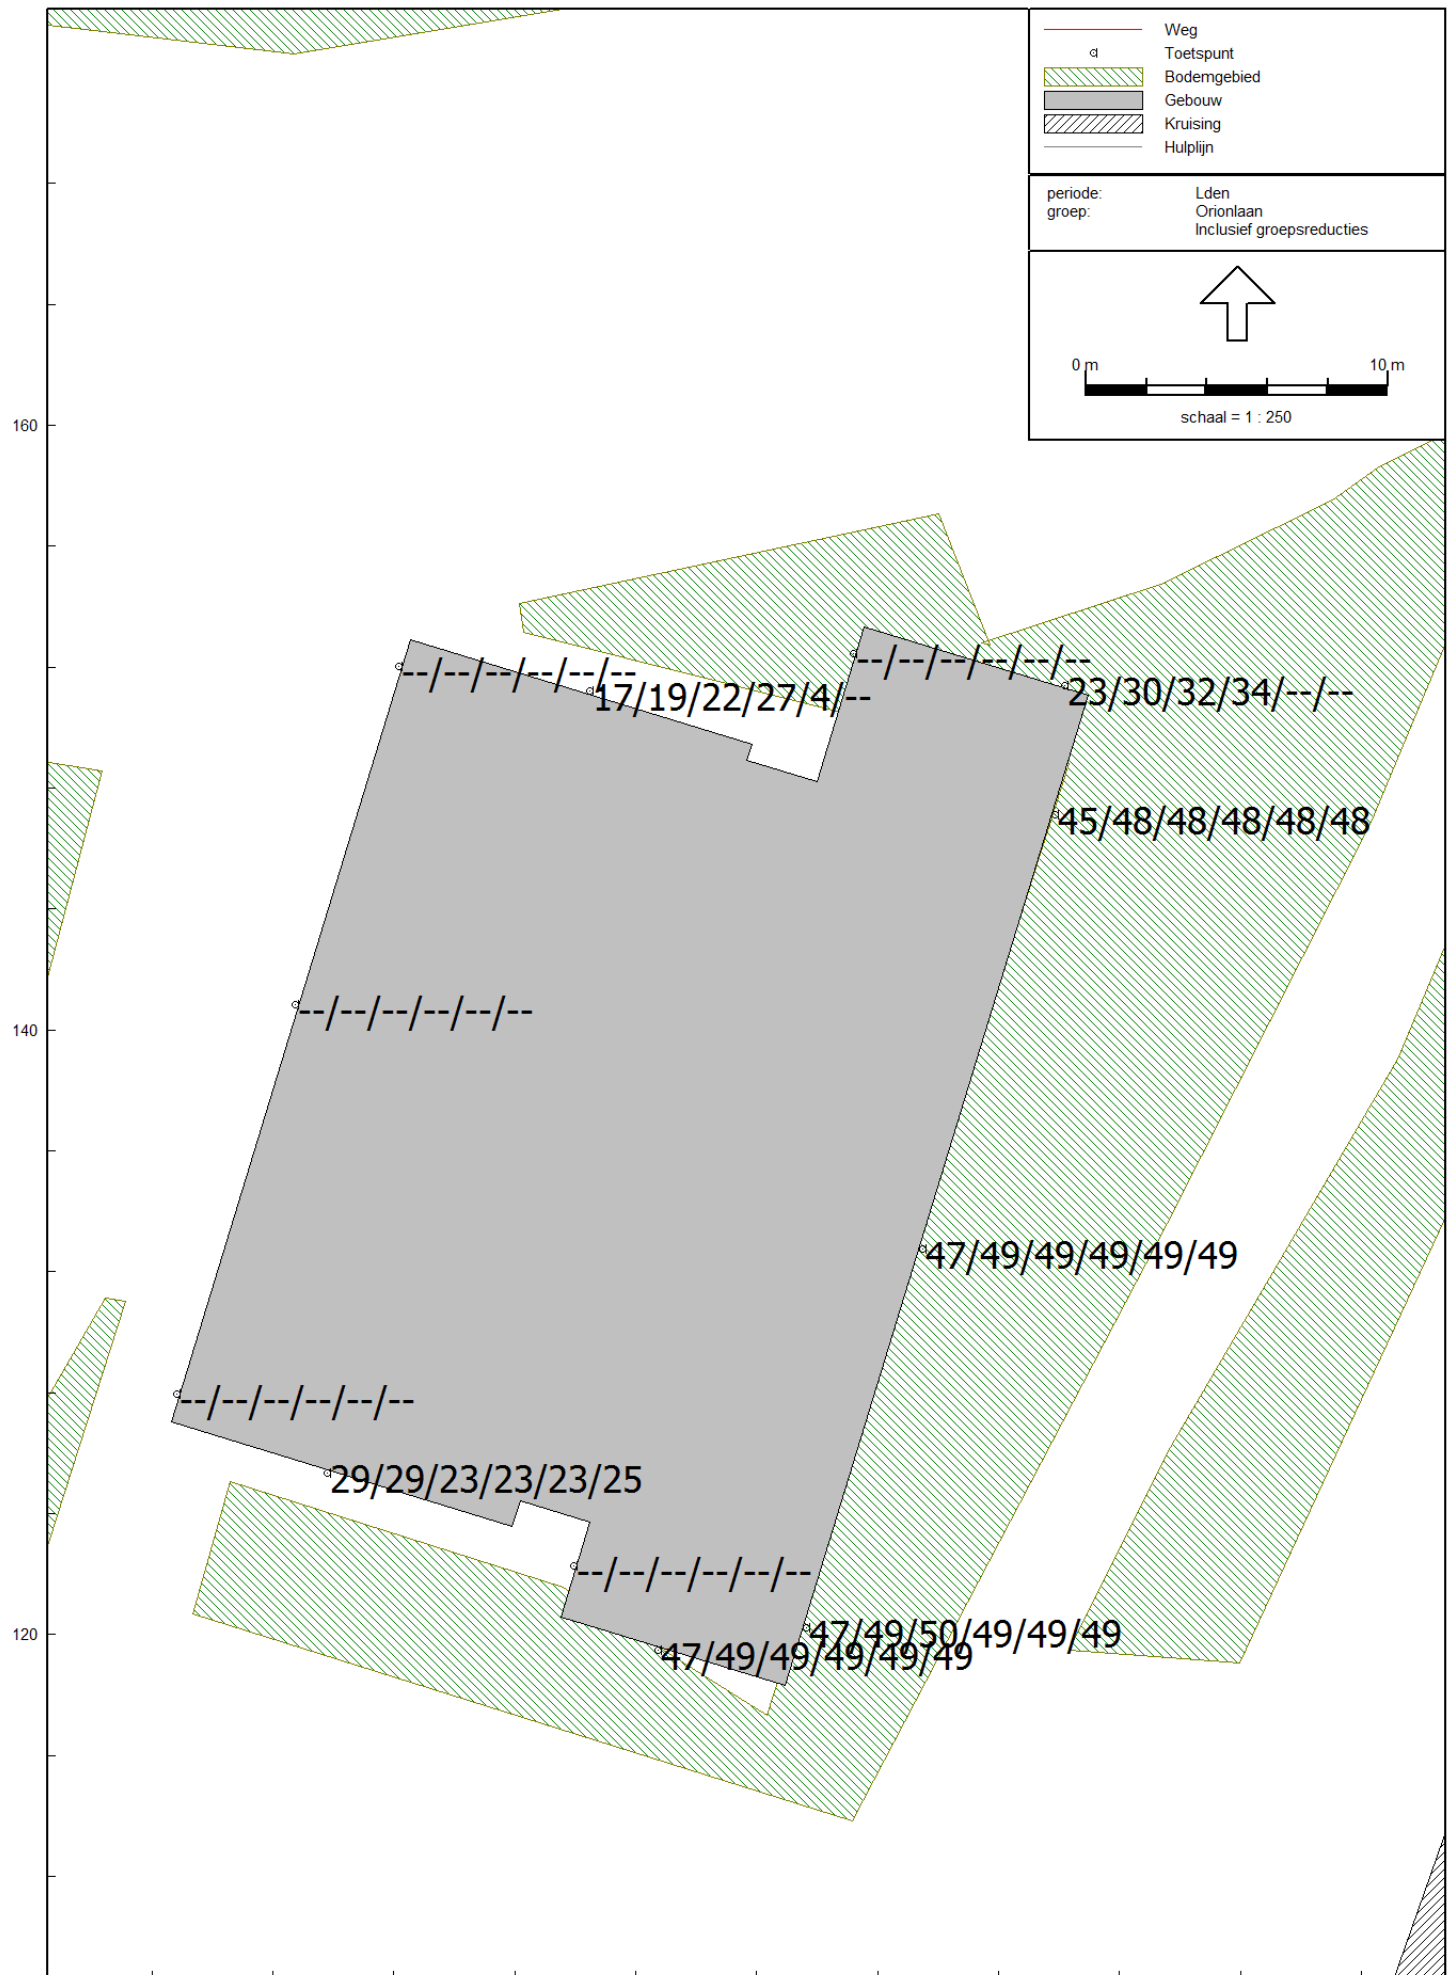 Weg
Toetspunt
Bodemgebied
Gebouw
Kruising
Hulplijn
periode: Lden
groep: Orionlaan
Inclusief groepsreducties
0 m 10 m
schaal = 1 : 250
160
--/--/--/--/--/--
--/--/--/--/--/--
17/19/22/27/4/--
23/30/32/34/--/--
45/48/48/48/48/48
--/--/--/--/--/--
140
47/49/49/49/49/49
--/--/--/--/--/--
29/29/23/23/23/25
--/--/--/--/--/--
120
47/49/50/49/49/49
47/49/49/49/49/49